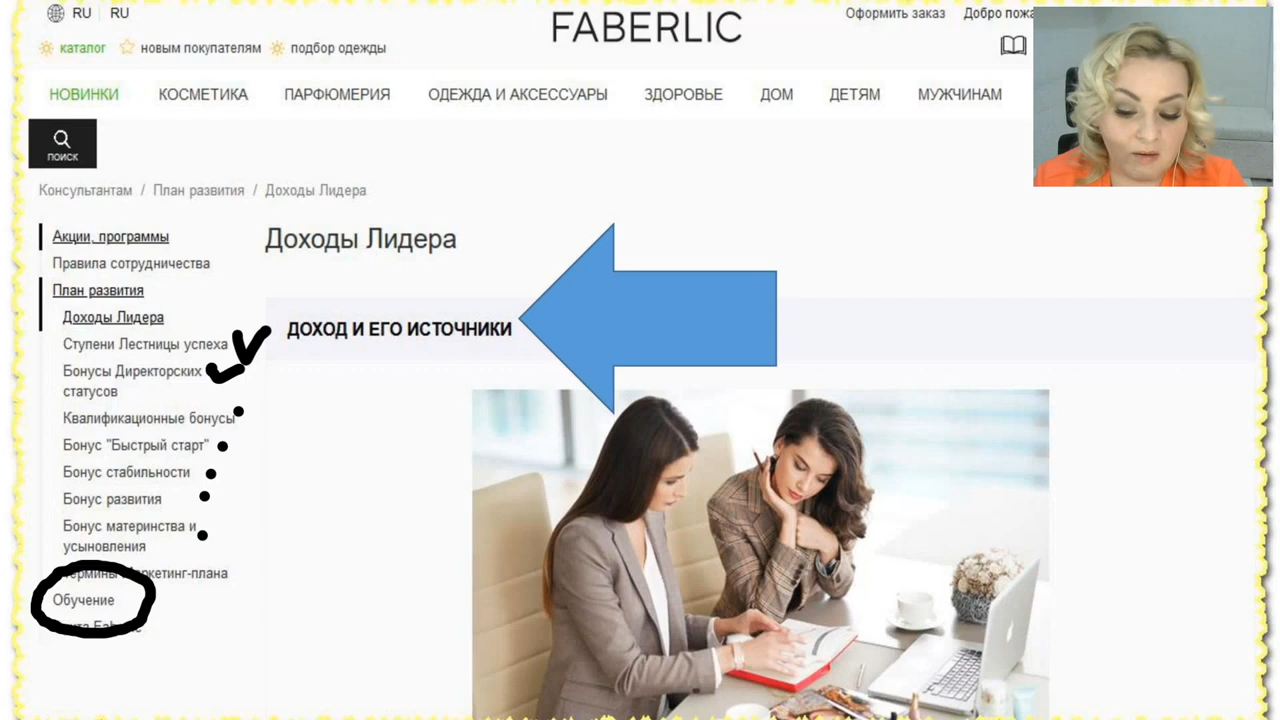 RU RU
FABERLIC
Оформить заказ Добро
каталог новым покупателям подбор одежды
НОВИНКИ КОСМЕТИКА ПАРФЮМЕРИЯ ОДЕЖДА И АКСЕССУАРЫ ЗДОРОВЬЕ ДОМ ДЕТЯМ МУЖЧИНАМ
ПОИСК
Консультантам / План развития / Доходы Лидера
Акции, программы
Правила сотрудничества
План развития
Доходы Лидера
Ступени Лестницы успеха
Бонусы Директорских
статусов
Квалификационные бонусы
Бонус "Быстрый старт"
Бонус стабильности
Бонус развития
Бонус материнства и
усыновления
Обучение
Доходы Лидера
ДОХОД И ЕГО ИСТОЧНИКИ